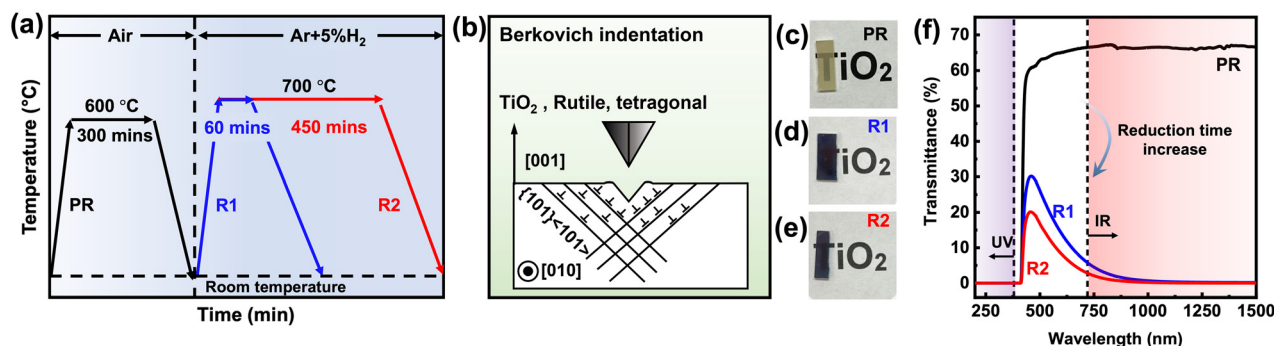 (a)
Air
Ar+5%H₂
Temperature (°C)
600 °C
300 mins
700 °C
60 mins
450 mins
PR
R1
R2
Room temperature
Time (min)
(b)
Berkovich indentation
TiO₂ , Rutile, tetragonal
[001]
{101}<101>
[010]
(c)
PR
TiO₂
(d)
R1
TiO₂
(e)
R2
TiO₂
(f)
Transmittance (%)
70
60
50
40
30
20
10
0
PR
Reduction time
increase
R1
R2
UV
IR
250
500
750
1000
1250
1500
Wavelength (nm)